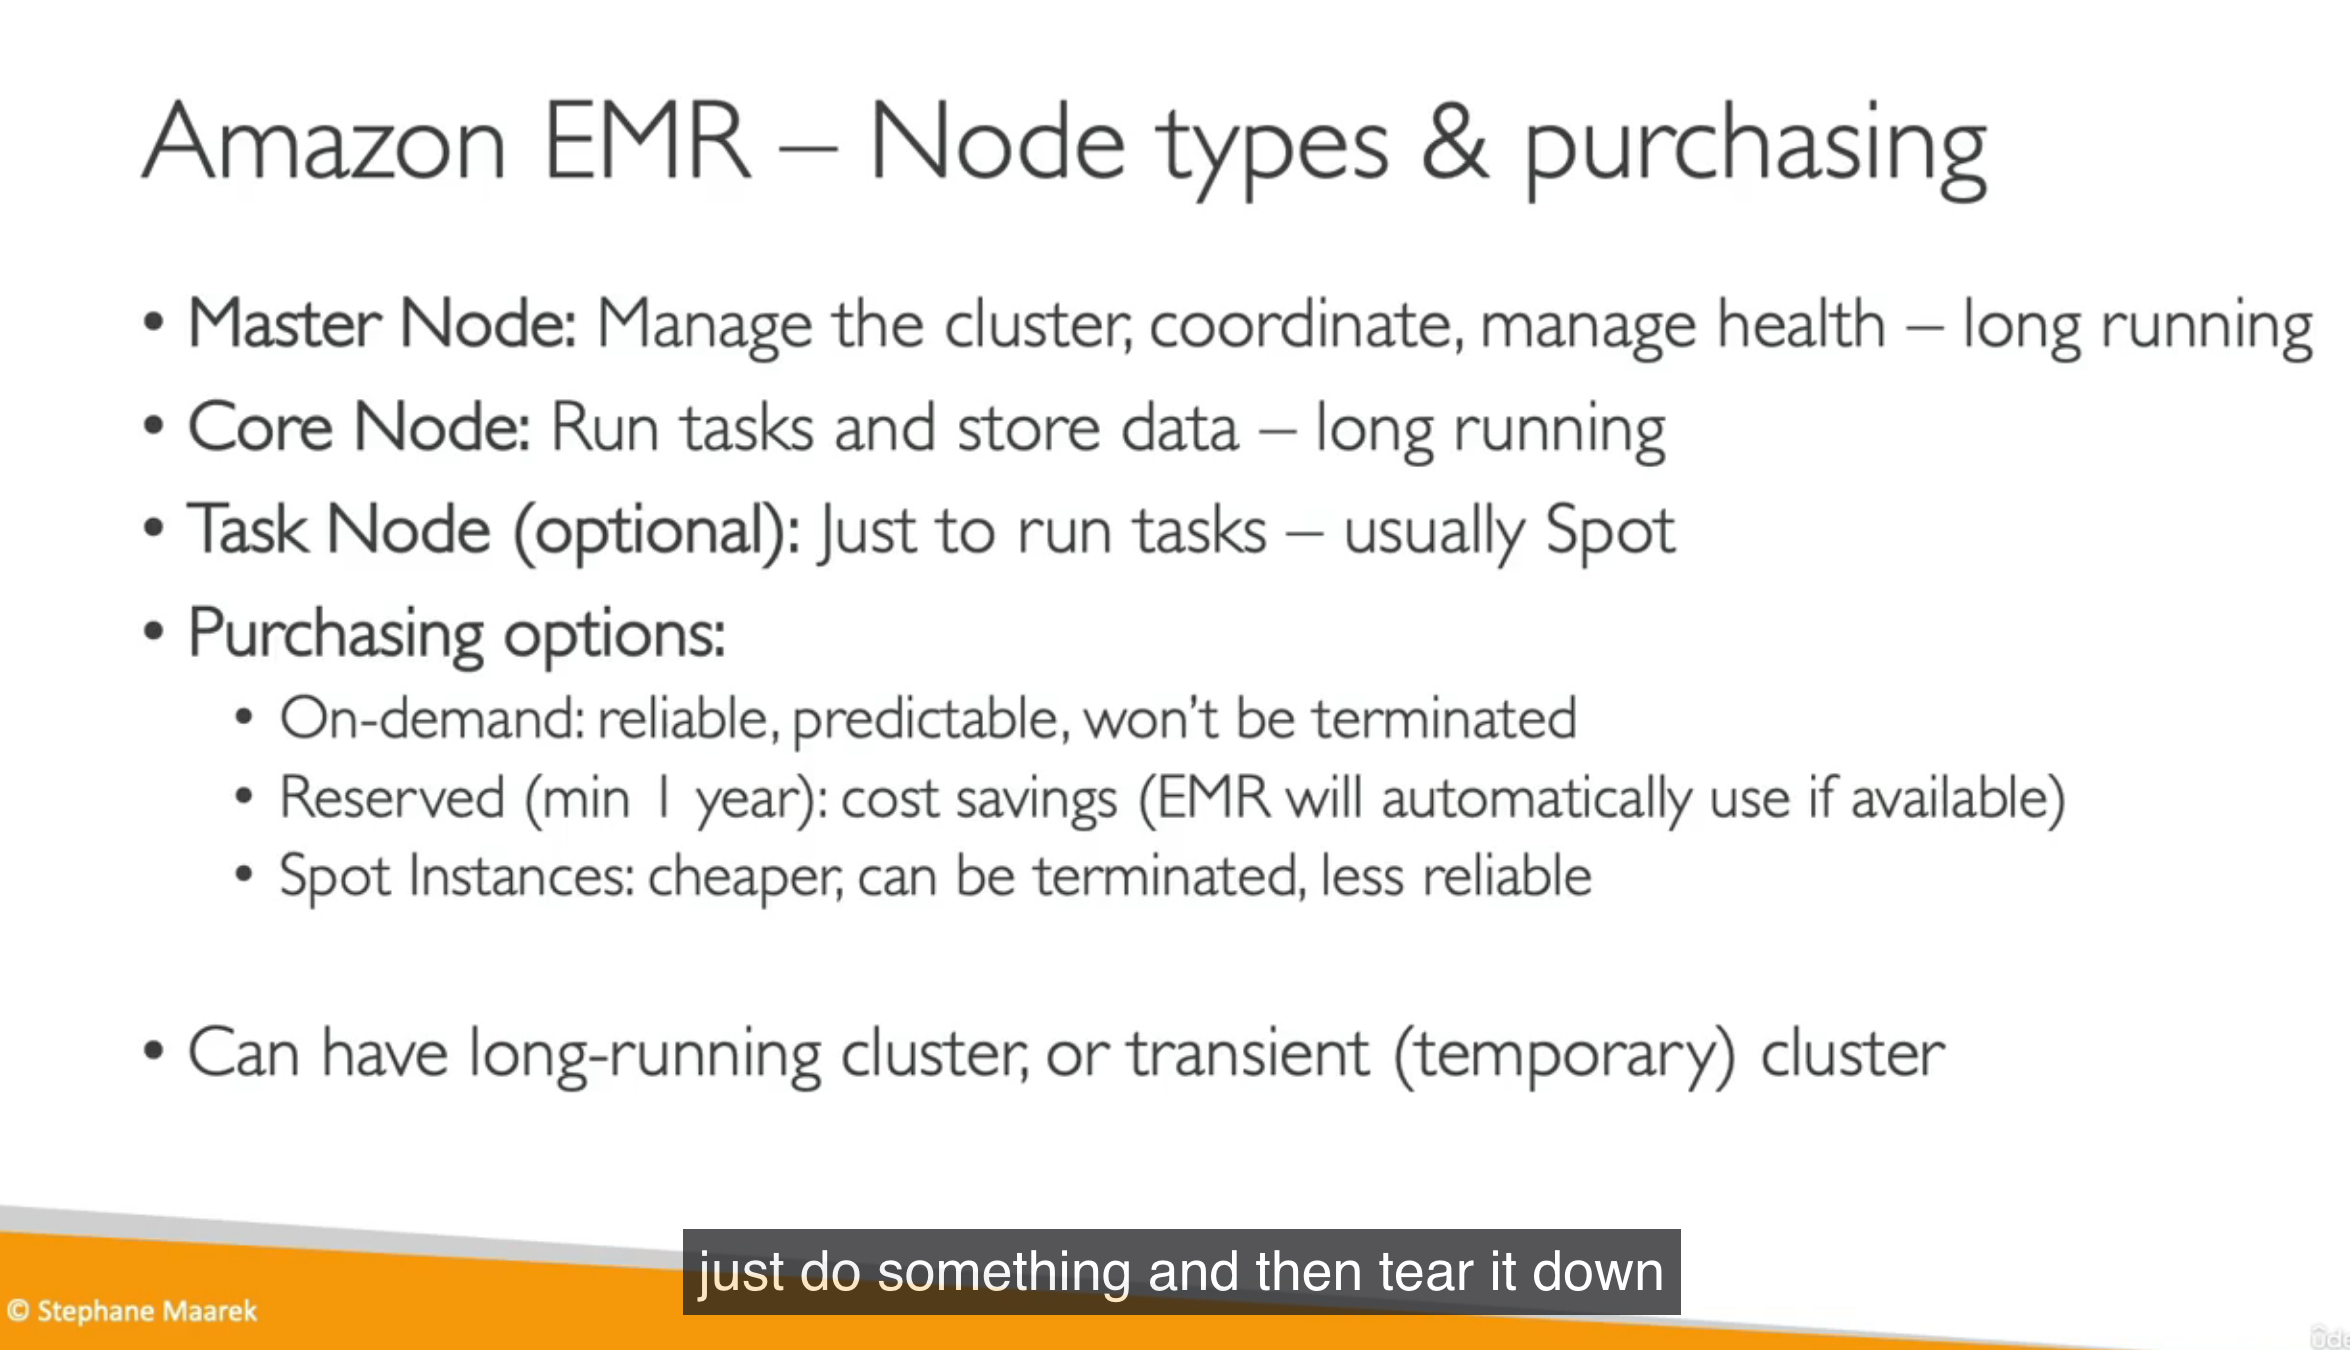 Amazon EMR – Node types & purchasing
• Master Node: Manage the cluster, coordinate, manage health – long running
• Core Node: Run tasks and store data – long running
• Task Node (optional): Just to run tasks – usually Spot
• Purchasing options:
• On-demand: reliable, predictable, won't be terminated
• Reserved (min 1 year): cost savings (EMR will automatically use if available)
• Spot Instances: cheaper, can be terminated, less reliable
• Can have long-running cluster, or transient (temporary) cluster
just do something and then tear it down
© Stephane Maarek